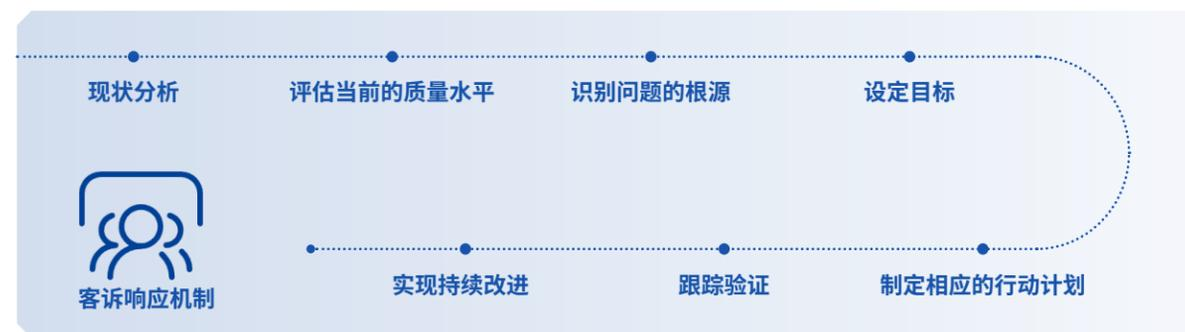 现状分析
评估当前的质量水平
识别问题的根源
设定目标
制定相应的行动计划
跟踪验证
实现持续改进
客诉响应机制